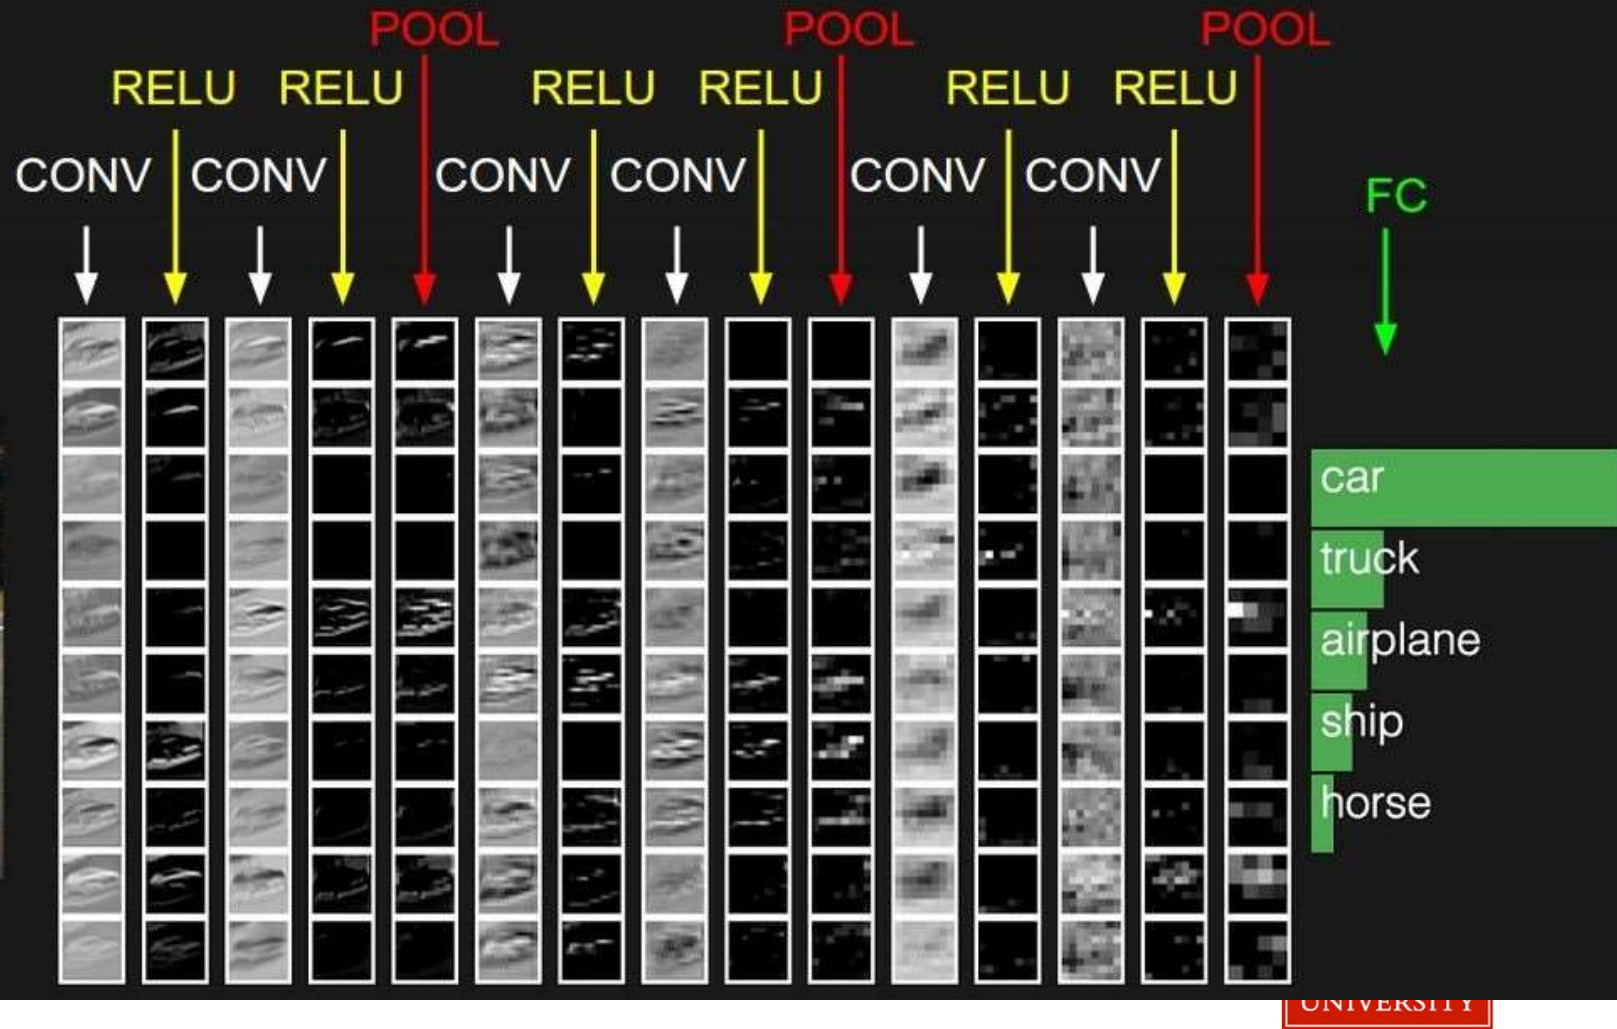 POOL POOL POOL
RELU RELU RELU RELU RELU RELU
CONV CONV CONV CONV CONV CONV
FC
car
truck
airplane
ship
horse
UNIVERSITY